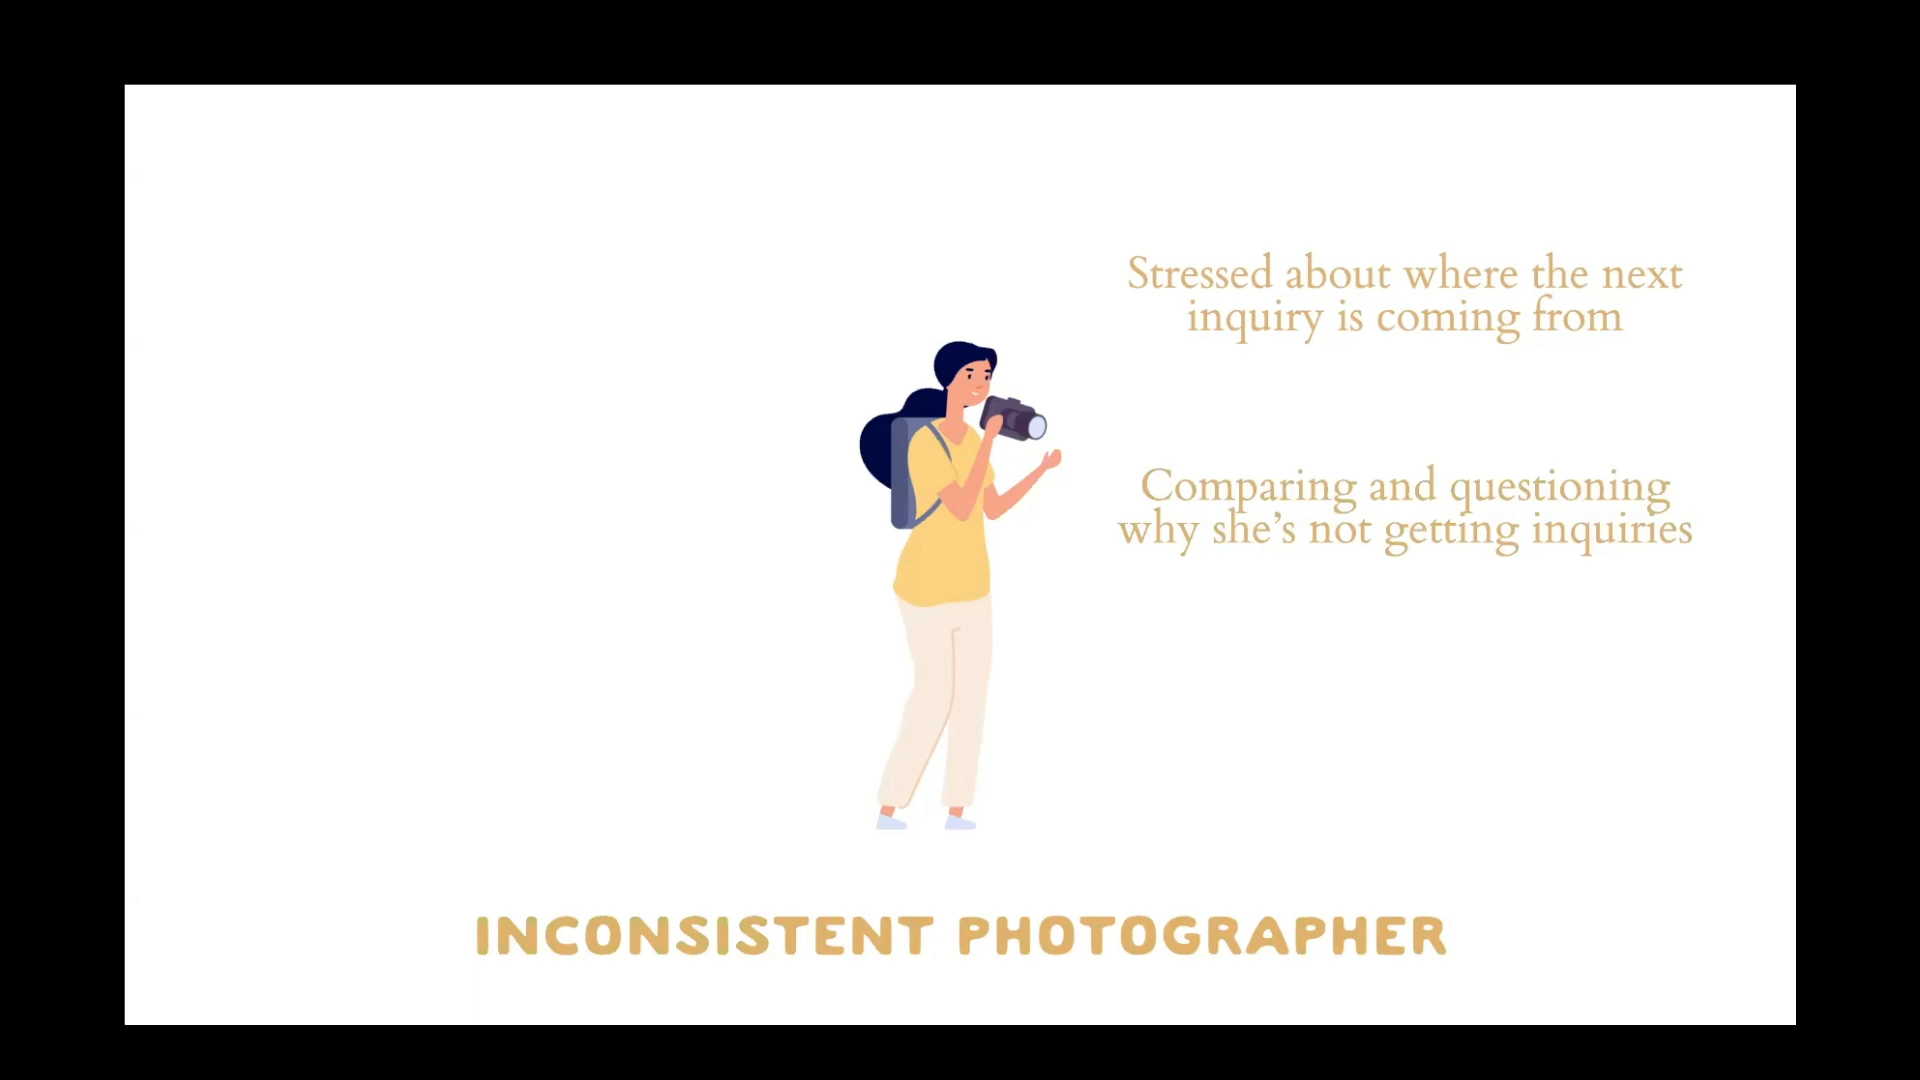 Stressed about where the next
inquiry is coming from
Comparing and questioning
why she's not getting inquiries
INCONSISTENT PHOTOGRAPHER